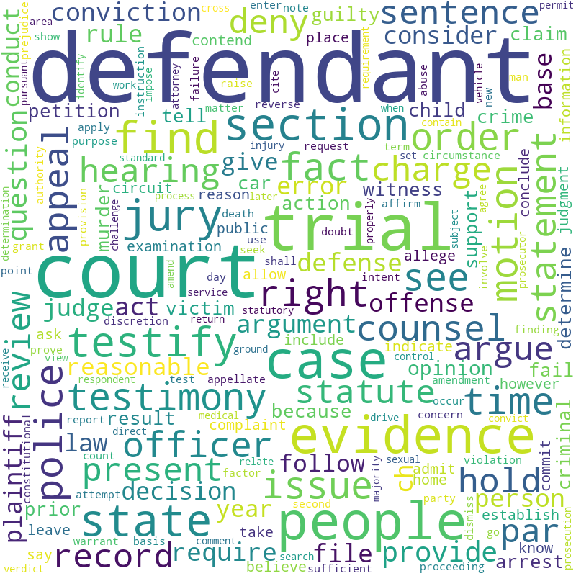 conviction
deny
guilty
sentence
cross
enter
note
permit
area
show
pursuant
rule
contend
place
consider
claim
defendant
conduct
petition
identify
work
instruction
impose
attorney
failure
raise
prejudice
matter
reverse
cite
abuse
requirement
vehicle
when
new
man
contain
base
information
tell
child
crime
apply
purpose
find
section
order
injury
request
term
set
circumstance
standard
process
later
affirm
agree
conclude
question
appeal
hearing
give
fact
charge
statement
authority
provision
murder
circuit
reason
car
error
witness
support
judgment
challenge
death
action
doubt
properly
subject
involve
prosecutor
determination
grant
point
jury
examination
public
use
seek
defense
allege
trial
motion
determine
finding
court
shall
intent
allow
amend
day
service
return
statutory
right
offense
see
review
judge
act
victim
discretion
argument
counsel
argue
ask
prove
view
testify
ground
include
indicate
control
amendment
however
receive
reasonable
case
because
opinion
fail
respondent
test
appellate
occur
convict
testimony
statute
time
police
report
medical
complaint
drive
concern
plaintiff
constitutional
law
result
officer
evidence
criminal
direct
count
factor
relate
follow
majority
sexual
admit
home
commit
violation
present
issue
th
hold
person
prior
attempt
decision
year
second
party
dismiss
establish
leave
warrant
basis
comment
state
people
par
go
know
prosecution
say
verdict
record
require
take
search
file
provide
believe
sufficient
proceeding
arrest